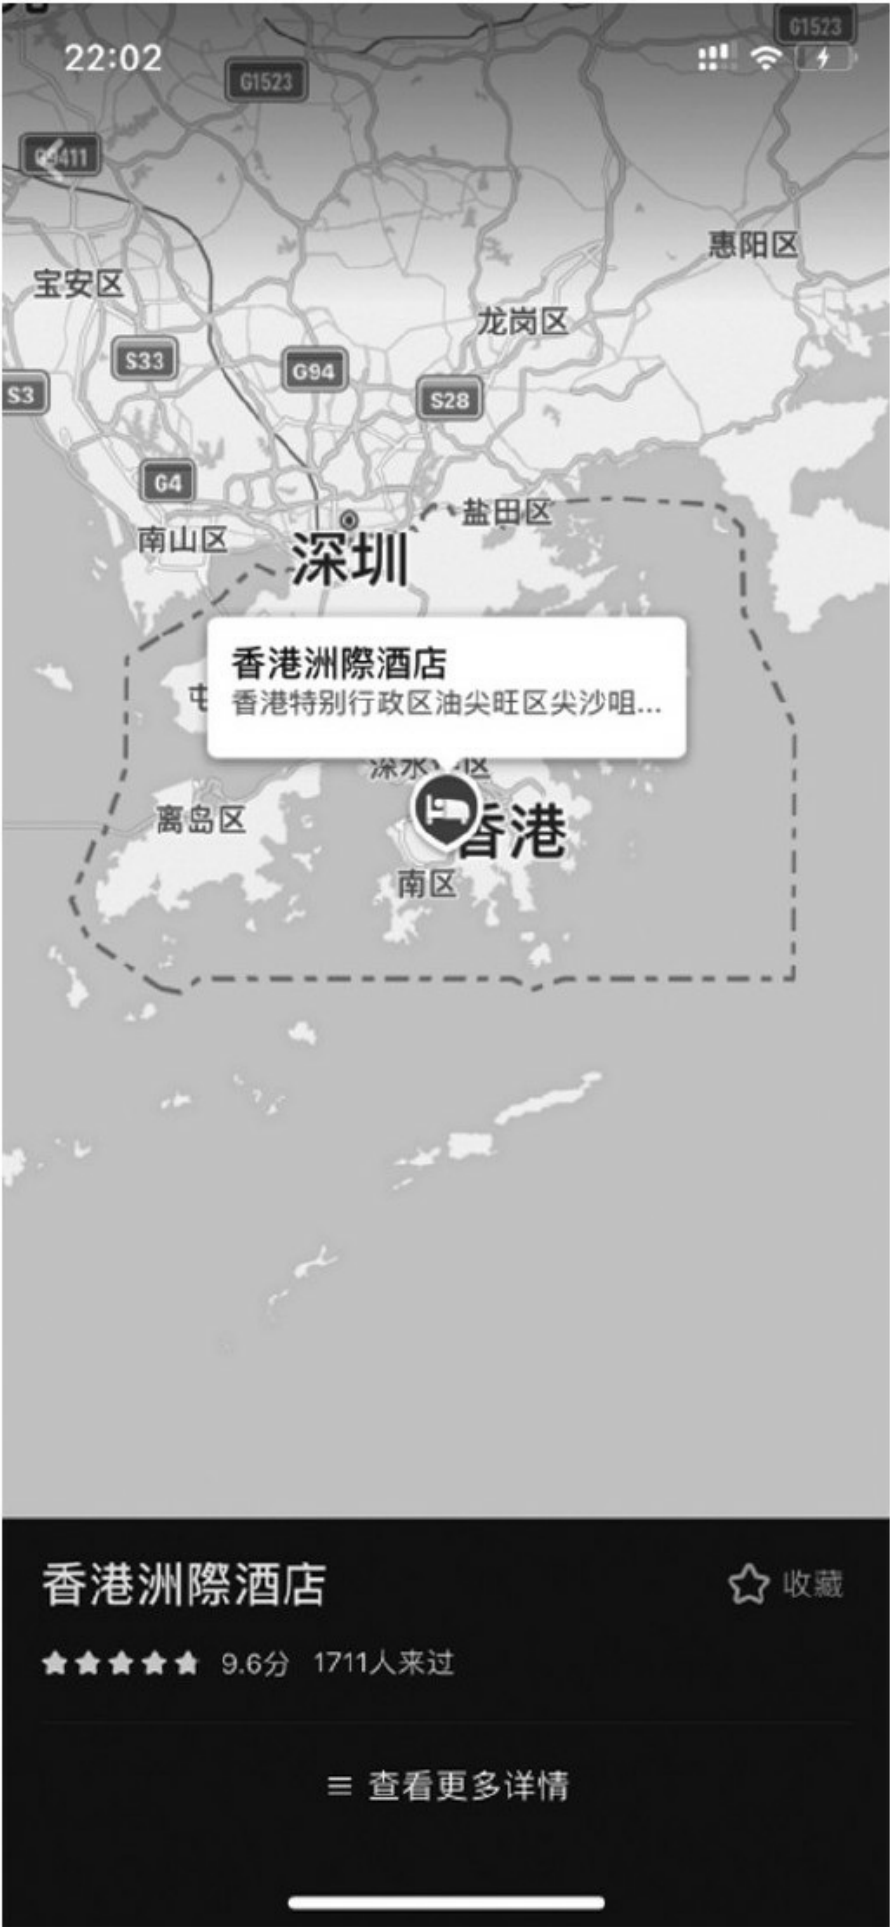 22:02
G1523
G1523
G9411
惠阳区
宝安区
龙岗区
S33
G94
S3
S28
G4
盐田区
南山区
深圳
香港洲際酒店
香港特别行政区油尖旺区尖沙咀...
屯
离岛区
香港
南区
香港洲際酒店
收藏
9.6分 1711人来过
查看更多详情